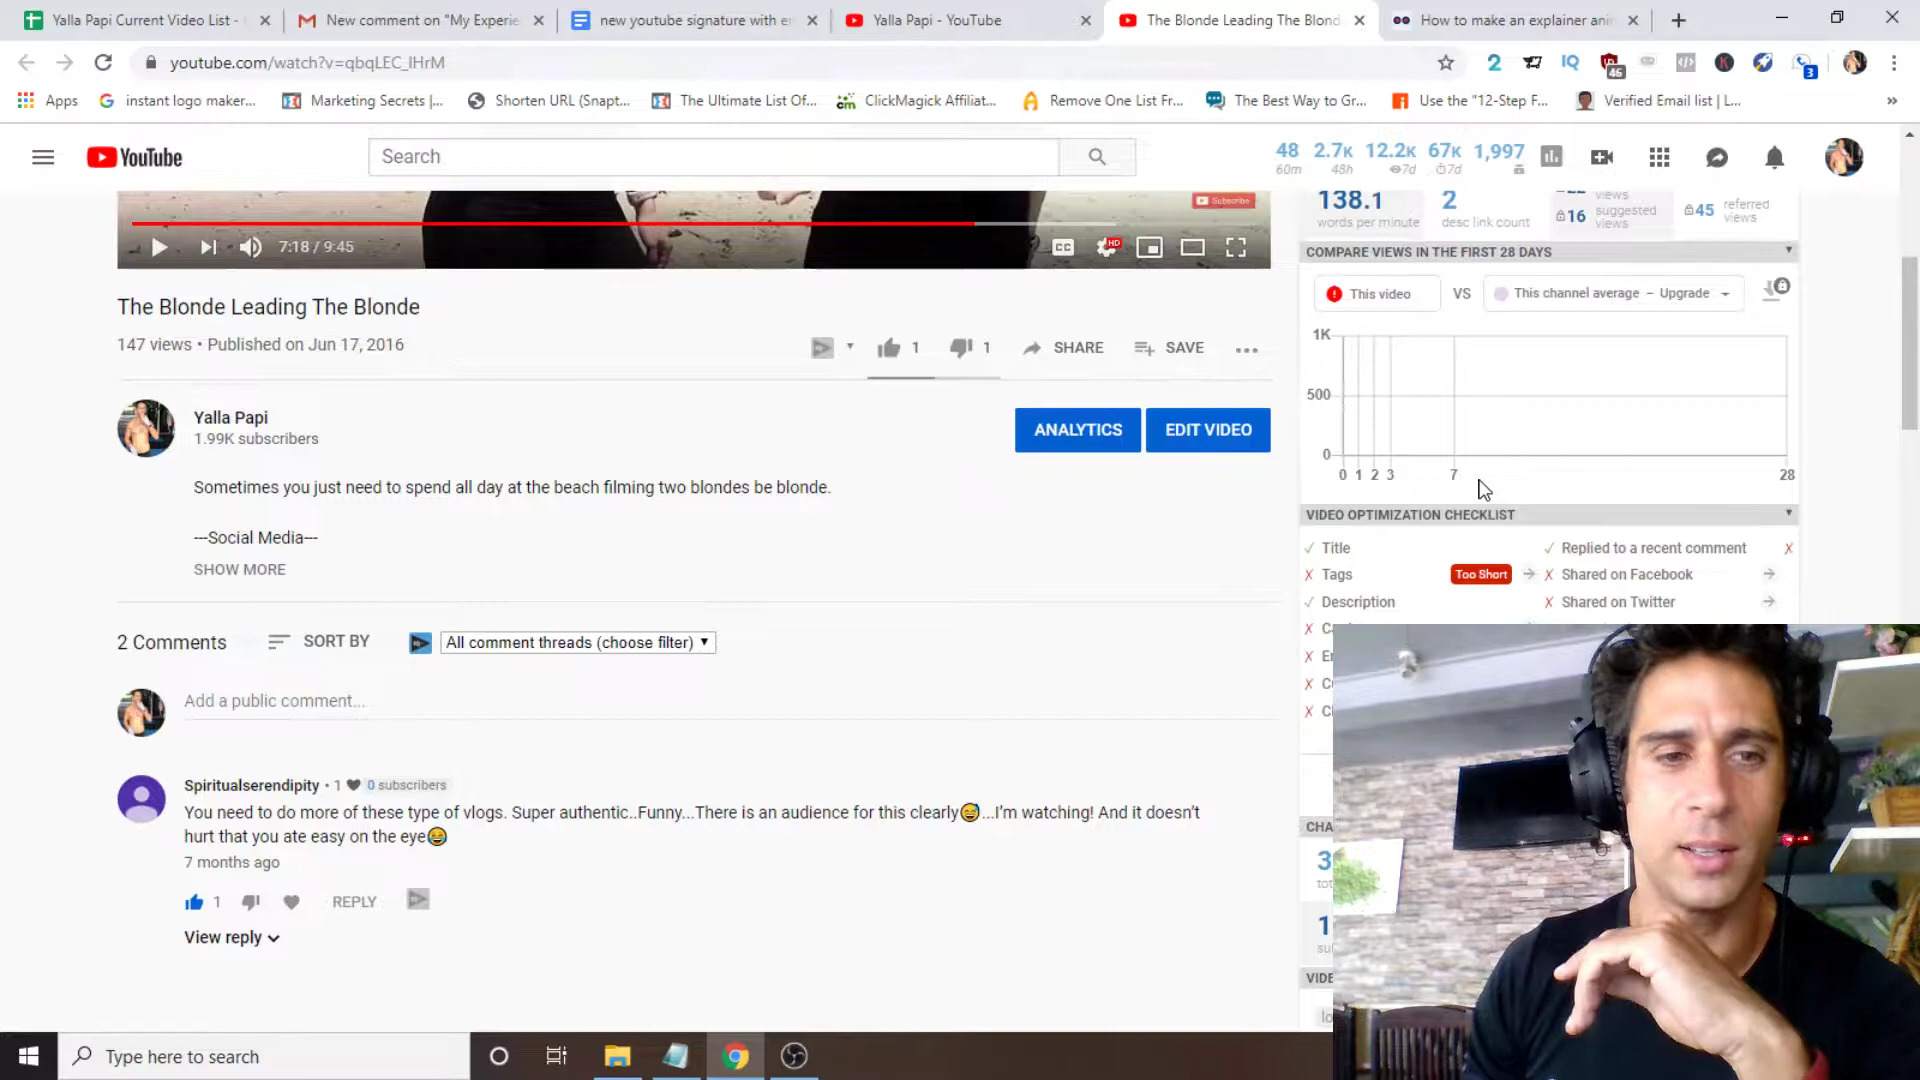 Yalla Papi Current Video List -
New comment on "My Experie
new youtube signature with e
Yalla Papi - YouTube
The Blonde Leading The Blond
How to make an explainer ani
youtube.com/watch?v=qbqLEC_IHrM
2
IQ
46
3
Apps
instant logo maker...
Marketing Secrets |...
Shorten URL (Snapt...
The Ultimate List Of...
ClickMagick Affiliat...
Remove One List Fr...
The Best Way to Gr...
Use the "12-Step F...
Verified Email list | L...
YouTube
Search
48 2.7K 12.2K 67K 1,997
60m 48h 7d 7d
Subscribe
138.1
words per minute
2
desc link count
views
16 suggested
views
45 referred
views
7:18 / 9:45
CC
HD
COMPARE VIEWS IN THE FIRST 28 DAYS
This video VS This channel average – Upgrade
1K
500
0
0 1 2 3 7 28
The Blonde Leading The Blonde
147 views • Published on Jun 17, 2016
1 1 SHARE SAVE
Yalla Papi
1.99K subscribers
ANALYTICS EDIT VIDEO
Sometimes you just need to spend all day at the beach filming two blondes be blonde.
---Social Media---
SHOW MORE
VIDEO OPTIMIZATION CHECKLIST
Title
Replied to a recent comment
Tags Too Short
Shared on Facebook
Description
Shared on Twitter
2 Comments SORT BY All comment threads (choose filter)
Add a public comment...
Spiritualserendipity • 1 ❤ 0 subscribers
You need to do more of these type of vlogs. Super authentic..Funny...There is an audience for this clearly😅...I'm watching! And it doesn't
hurt that you ate easy on the eye😂
7 months ago
1 REPLY
View reply
Type here to search